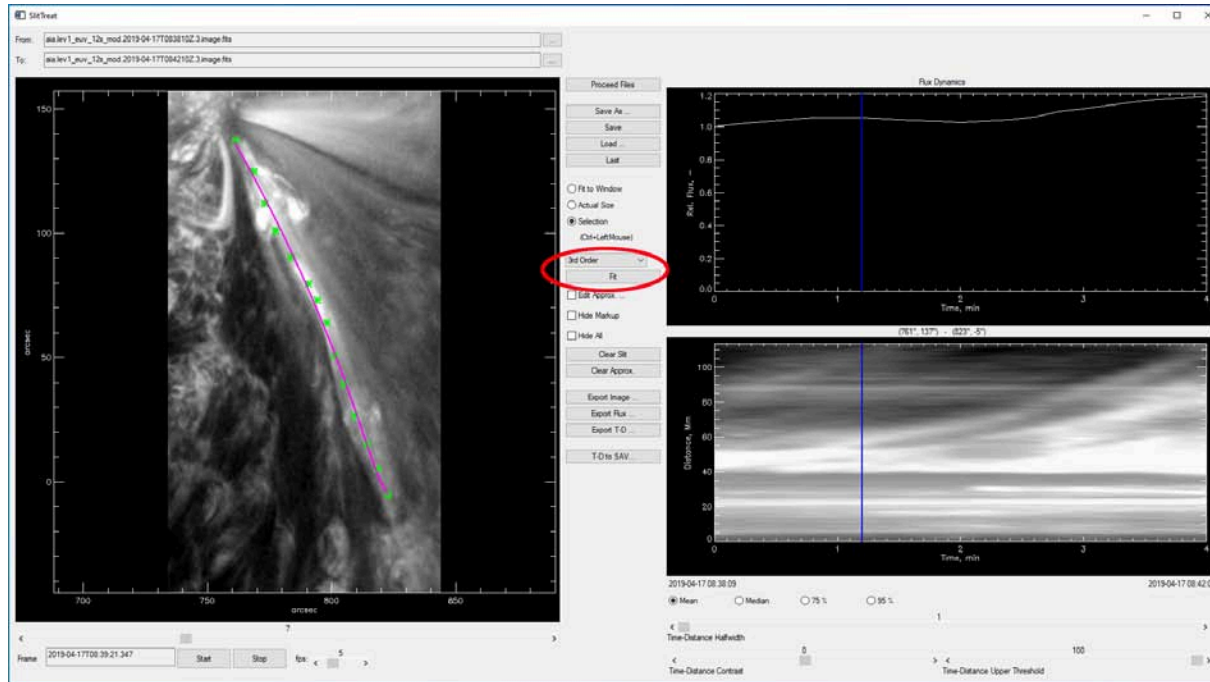 SlitTreat
From: aia.lev1_euv_12s_mod.2019-04-17T083810Z.3.image.fits ...
To: aia.lev1_euv_12s_mod.2019-04-17T084210Z.3.image.fits ...
150
100
50
0
arcsec
700 750 800 850
arcsec
Proceed Files
Save As ...
Save
Load ...
Last
Fit to Window
Actual Size
Selection
(Ctrl+LeftMouse)
3rd Order
Fit
Edit Approx. ...
Hide Markup
Hide All
Clear Slit
Clear Approx.
Export Image ...
Export Flux ...
Export T-D ...
T-D to SAV...
Flux Dynamics
1.2
1.0
0.8
0.6
0.4
0.2
0.0
Rel. Flux, –
0 1 2 3 4
Time, min
(761", 137") - (823", -5")
100
80
60
40
20
0
Distance, Mm
0 1 2 3 4
Time, min
2019-04-17 08:38:09 2019-04-17 08:42:0
Mean Median 75 % 95 %
1
Time-Distance Halfwidth
0 100
Time-Distance Contrast Time-Distance Upper Threshold
7
Frame 2019-04-17T08:39:21.347 Start Stop fps: 5